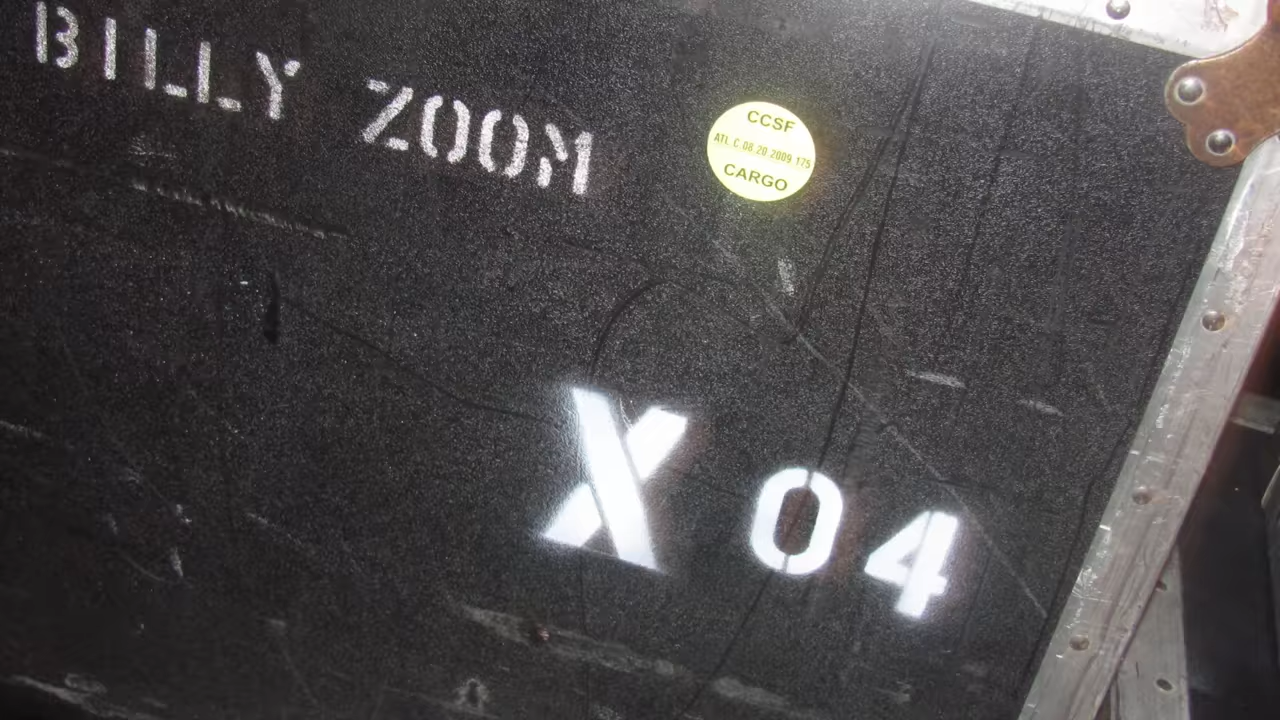 BILLY ZOOM
CCSF
ATL.C.08.20.2009.175
CARGO
X 04